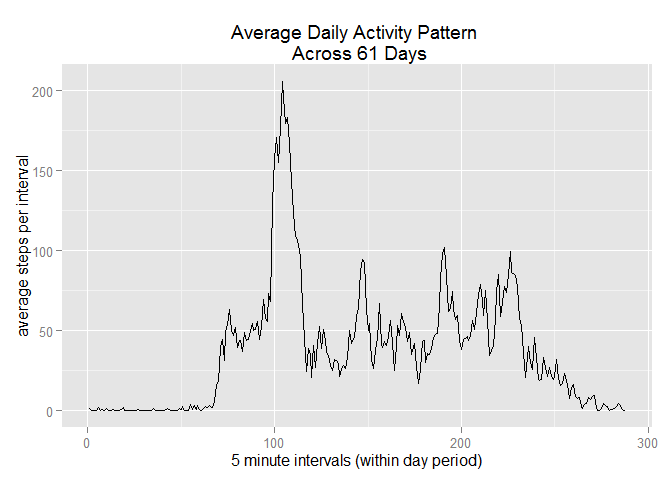 Average Daily Activity Pattern
Across 61 Days
average steps per interval
200
150
100
50
0
0
100
200
300
5 minute intervals (within day period)